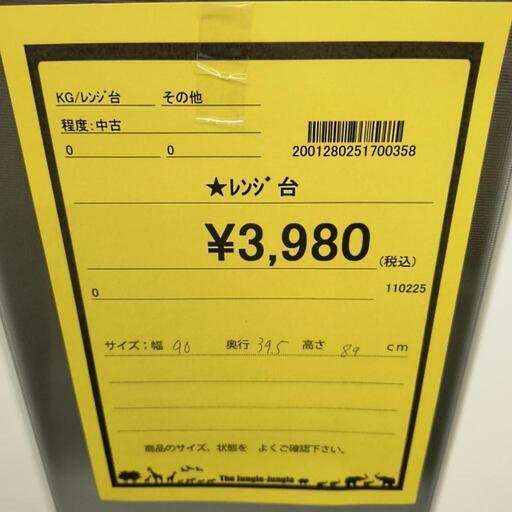 KG/ﾚﾝｼﾞ台 その他
程度:中古
0 0
2001280251700358
★ﾚﾝｼﾞ台
¥3,980 (税込)
0 110225
サイズ:幅 90 奥行 39.5 高さ 89 cm
商品のサイズ、状態を よくご確認下さい。
The Jungle-Jungle